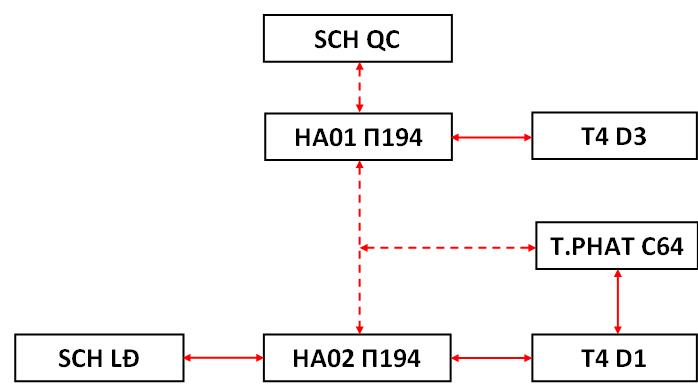 SCH QC
HA01 П194
T4 D3
T.PHAT C64
SCH LĐ
HA02 П194
T4 D1